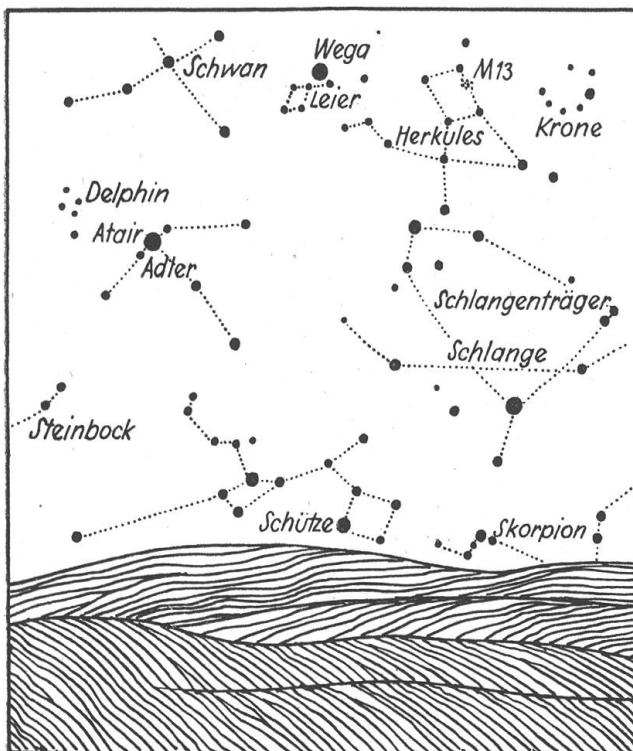 Wega
Schwan
M13
Leier
Krone
Herkules
Delphin
Atair
Adler
Schlangenträger
Schlange
Steinbock
Schütze
Skorpion